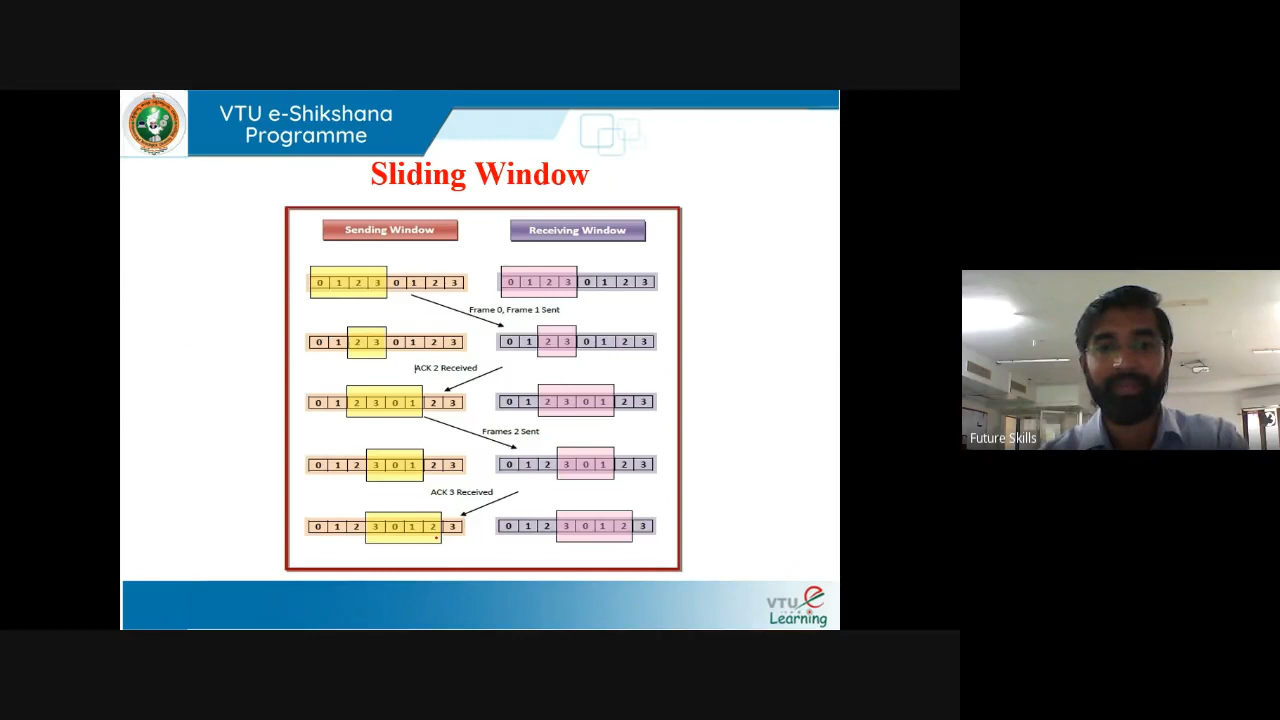 VTU e-Shikshana
Programme
Sliding Window
Sending Window
Receiving Window
0 1 2 3 0 1 2 3
0 1 2 3 0 1 2 3
Frame 0, Frame 1 Sent
0 1 2 3 0 1 2 3
0 1 2 3 0 1 2 3
ACK 2 Received
0 1 2 3 0 1 2 3
0 1 2 3 0 1 2 3
Frames 2 Sent
0 1 2 3 0 1 2 3
0 1 2 3 0 1 2 3
ACK 3 Received
0 1 2 3 0 1 2 3
0 1 2 3 0 1 2 3
VTU e
Learning
Future Skills